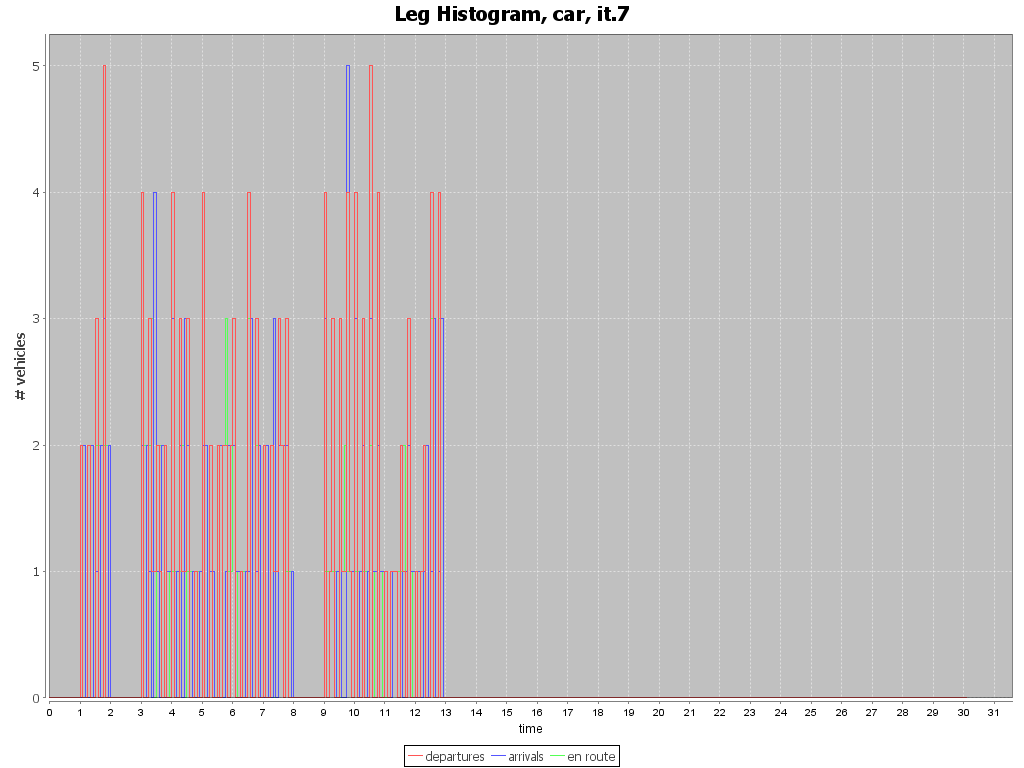 Leg Histogram, car, it.7
# vehicles
5
4
3
2
1
0
0 1 2 3 4 5 6 7 8 9 10 11 12 13 14 15 16 17 18 19 20 21 22 23 24 25 26 27 28 29 30 31
time
departures arrivals en route